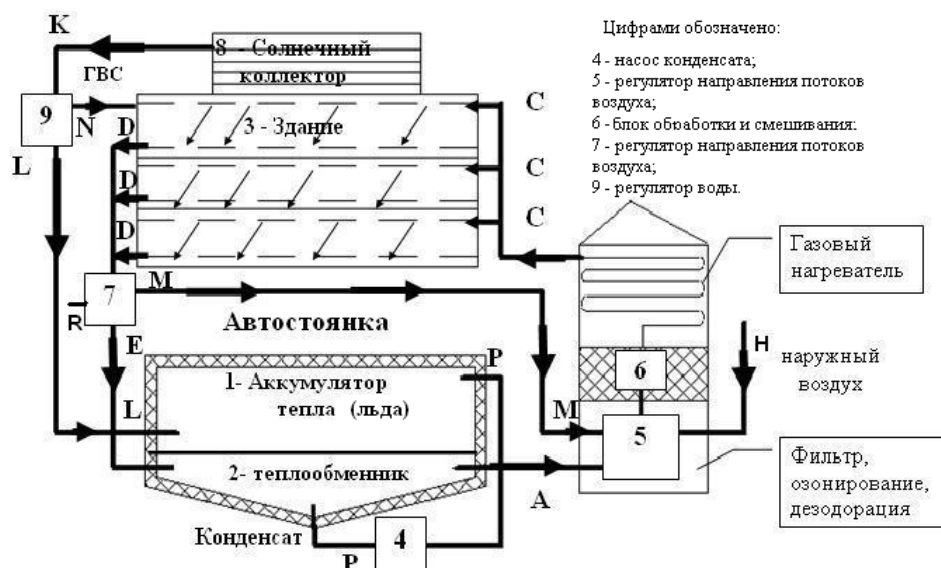 K
8 - Солнечный
коллектор
Цифрами обозначено:
4 - насос конденсата;
5 - регулятор направления потоков
воздуха;
6 -блок обработки и смешивания;
7 - регулятор направления потоков
воздуха;
9 - регулятор воды.
ГВС
9
N
L
D
3 - Здание
C
D
C
D
C
7
M
R
Автостоянка
E
Газовый
нагреватель
1- Аккумулятор
тепла (льда)
P
L
2- теплообменник
6
H
наружный
воздух
M
5
A
Фильтр,
озонирование,
дезодорация
Конденсат
P
4